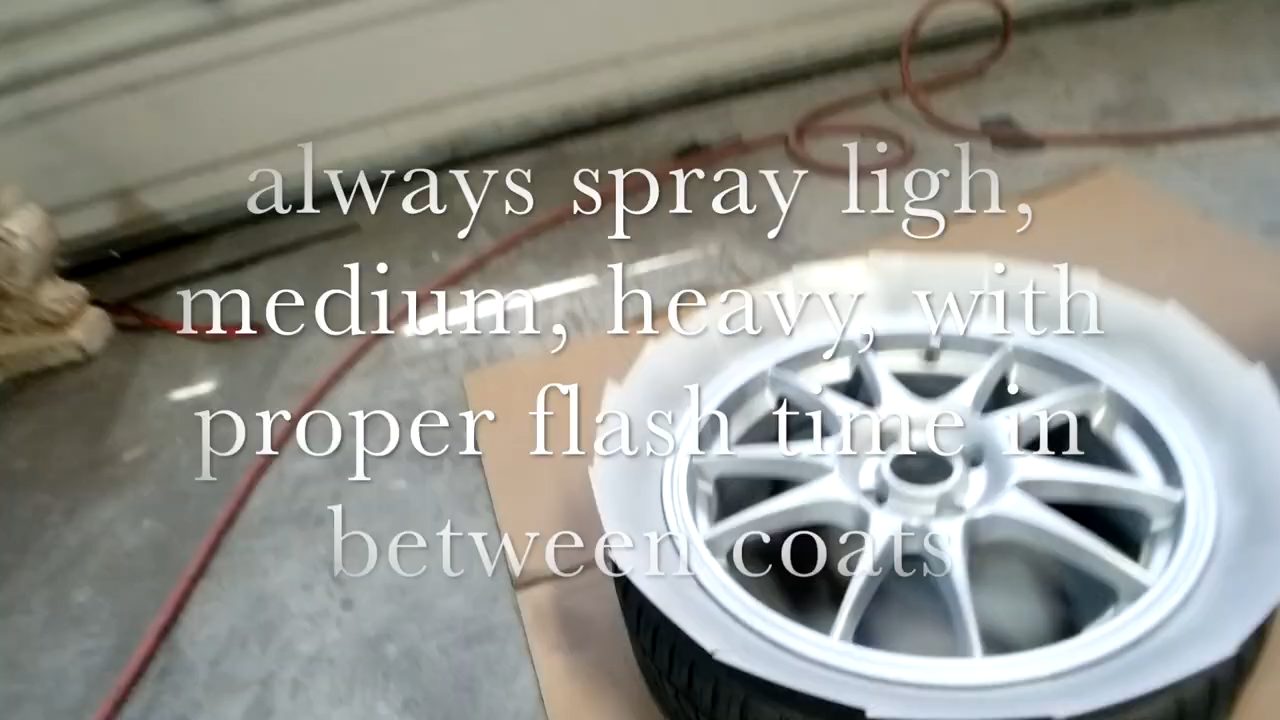 always spray ligh,
medium, heavy, with
proper flash time in
between coats